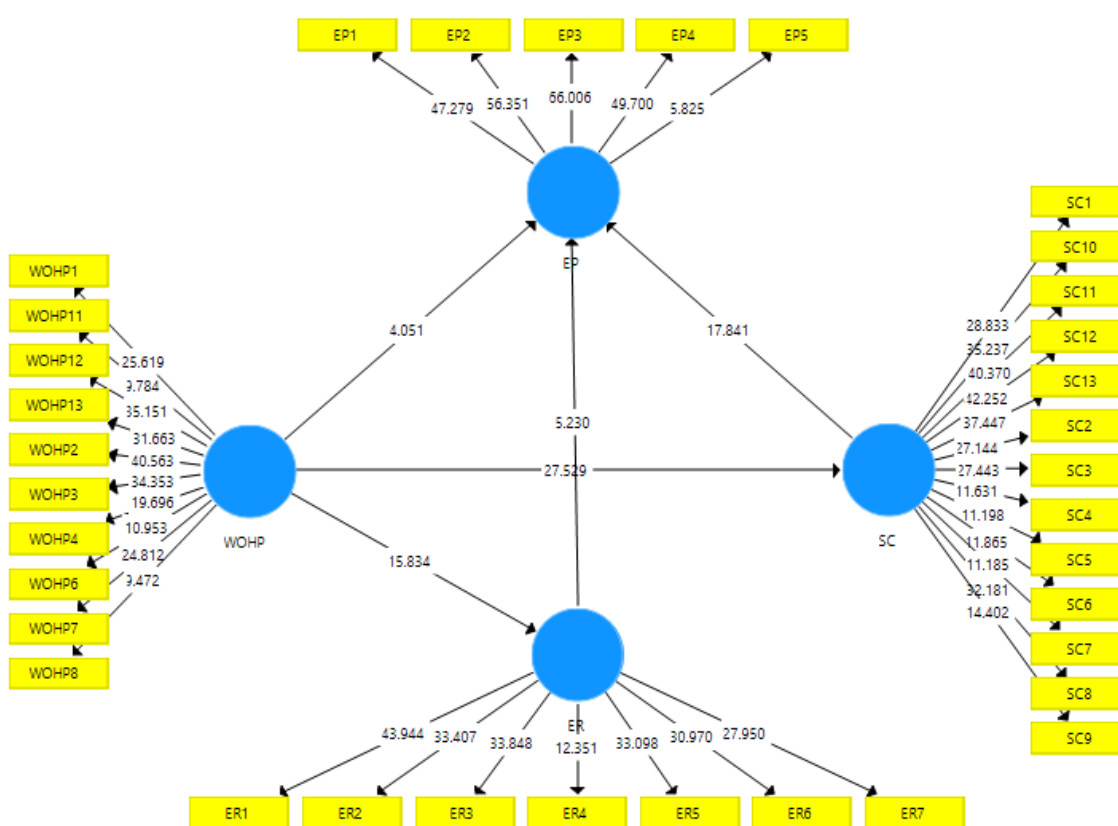 EP1 EP2 EP3 EP4 EP5
47.279 56.351 66.006 49.700 5.825
EP
WOHP1
WOHP11
WOHP12
WOHP13
WOHP2
WOHP3
WOHP4
WOHP6
WOHP7
WOHP8
25.619
9.784
35.151
31.663
40.563
34.353
19.696
10.953
24.812
9.472
WOHP
4.051
17.841
5.230
27.529
15.834
SC1
SC10
SC11
SC12
SC13
SC2
SC3
SC4
SC5
SC6
SC7
SC8
SC9
28.833
35.237
40.370
42.252
37.447
27.144
27.443
11.631
11.198
11.865
11.185
32.181
14.402
SC
ER
43.944 33.407 33.848 12.351 33.098 30.970 27.950
ER1 ER2 ER3 ER4 ER5 ER6 ER7